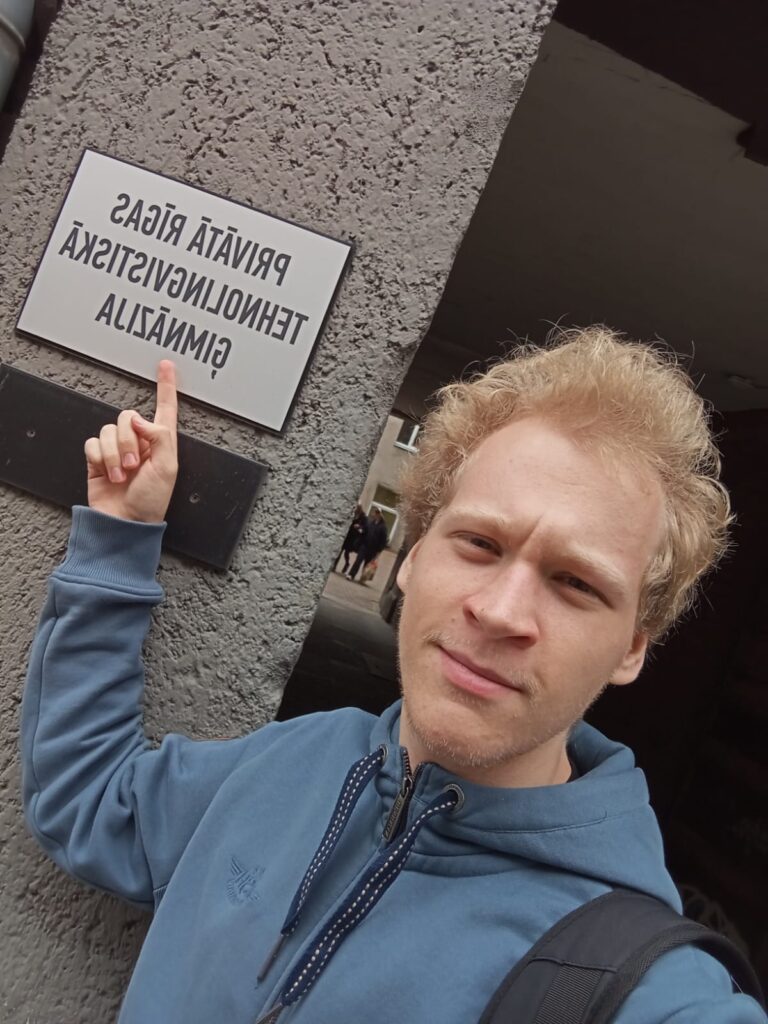 PRIVĀTĀ RĪGAS
TEHNOLINGVISTISKĀ
ĢIMNĀZIJA